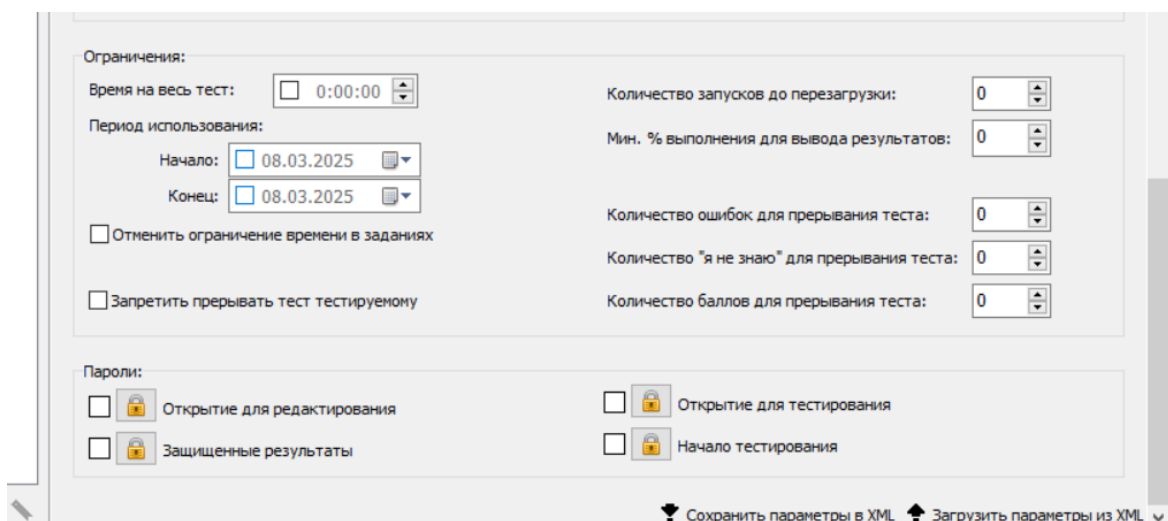 Ограничения:
Время на весь тест: 0:00:00
Количество запусков до перезагрузки: 0
Период использования:
Мин. % выполнения для вывода результатов: 0
Начало: 08.03.2025
Конец: 08.03.2025
Количество ошибок для прерывания теста: 0
Отменить ограничение времени в заданиях
Количество "я не знаю" для прерывания теста: 0
Запретить прерывать тест тестируемому
Количество баллов для прерывания теста: 0
Пароли:
Открытие для редактирования
Открытие для тестирования
Защищенные результаты
Начало тестирования
Сохранить параметры в XML Загрузить параметры из XML